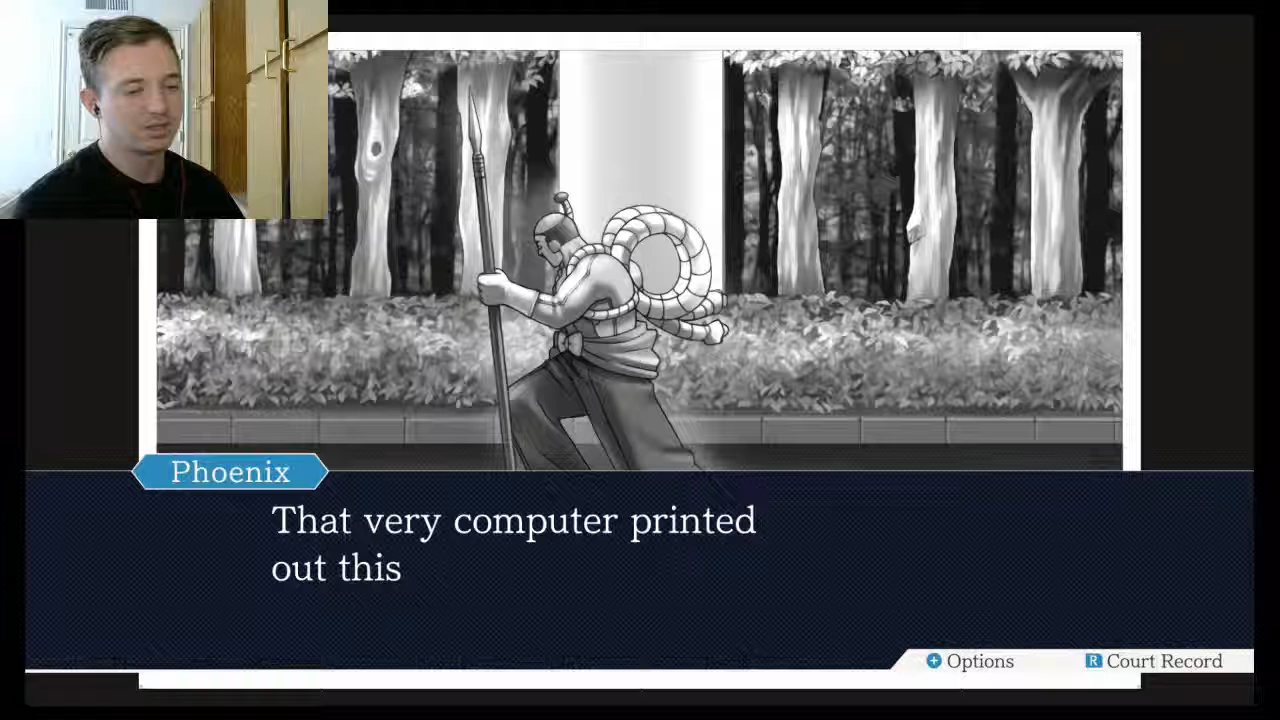 Phoenix
That very computer printed
out this
Options
R Court Record